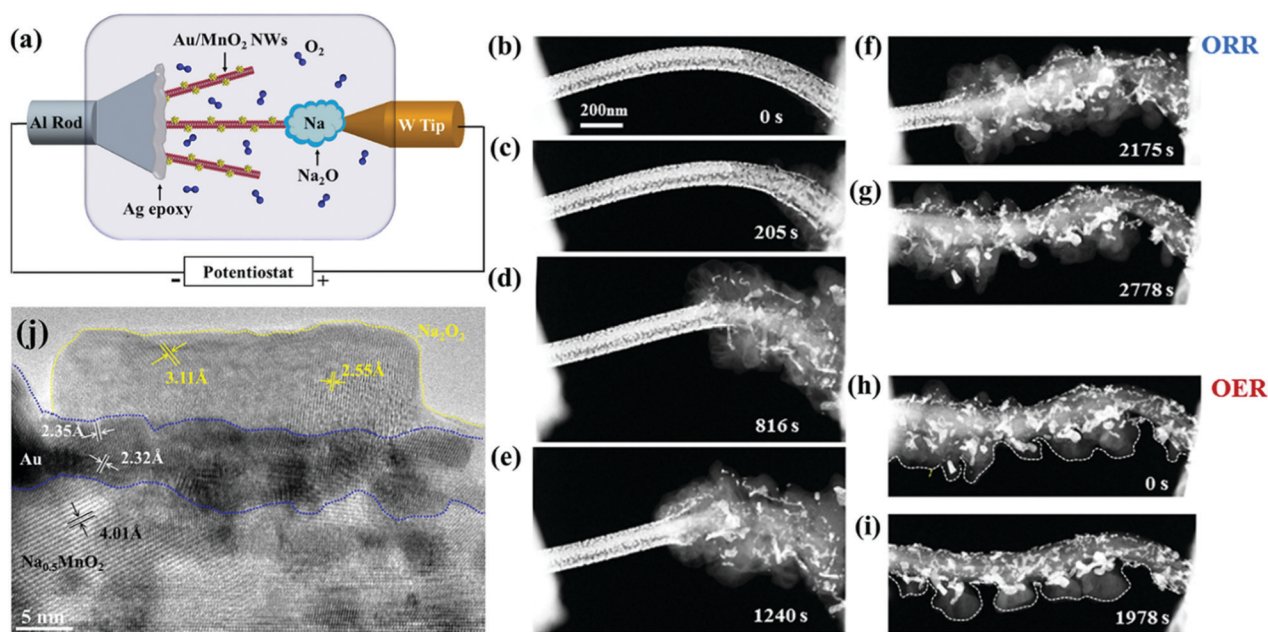 (a)
Au/MnO₂ NWs
O₂
Al Rod
Na
W Tip
Na₂O
Ag epoxy
-
Potentiostat
+
(b)
200nm
0 s
(c)
205 s
(d)
816 s
(e)
1240 s
(f)
ORR
2175 s
(g)
2778 s
(h)
OER
0 s
(i)
1978 s
(j)
Na₂O₂
3.11Å
2.55Å
2.35Å
Au
2.32Å
4.01Å
Na₀.₅MnO₂
5 nm